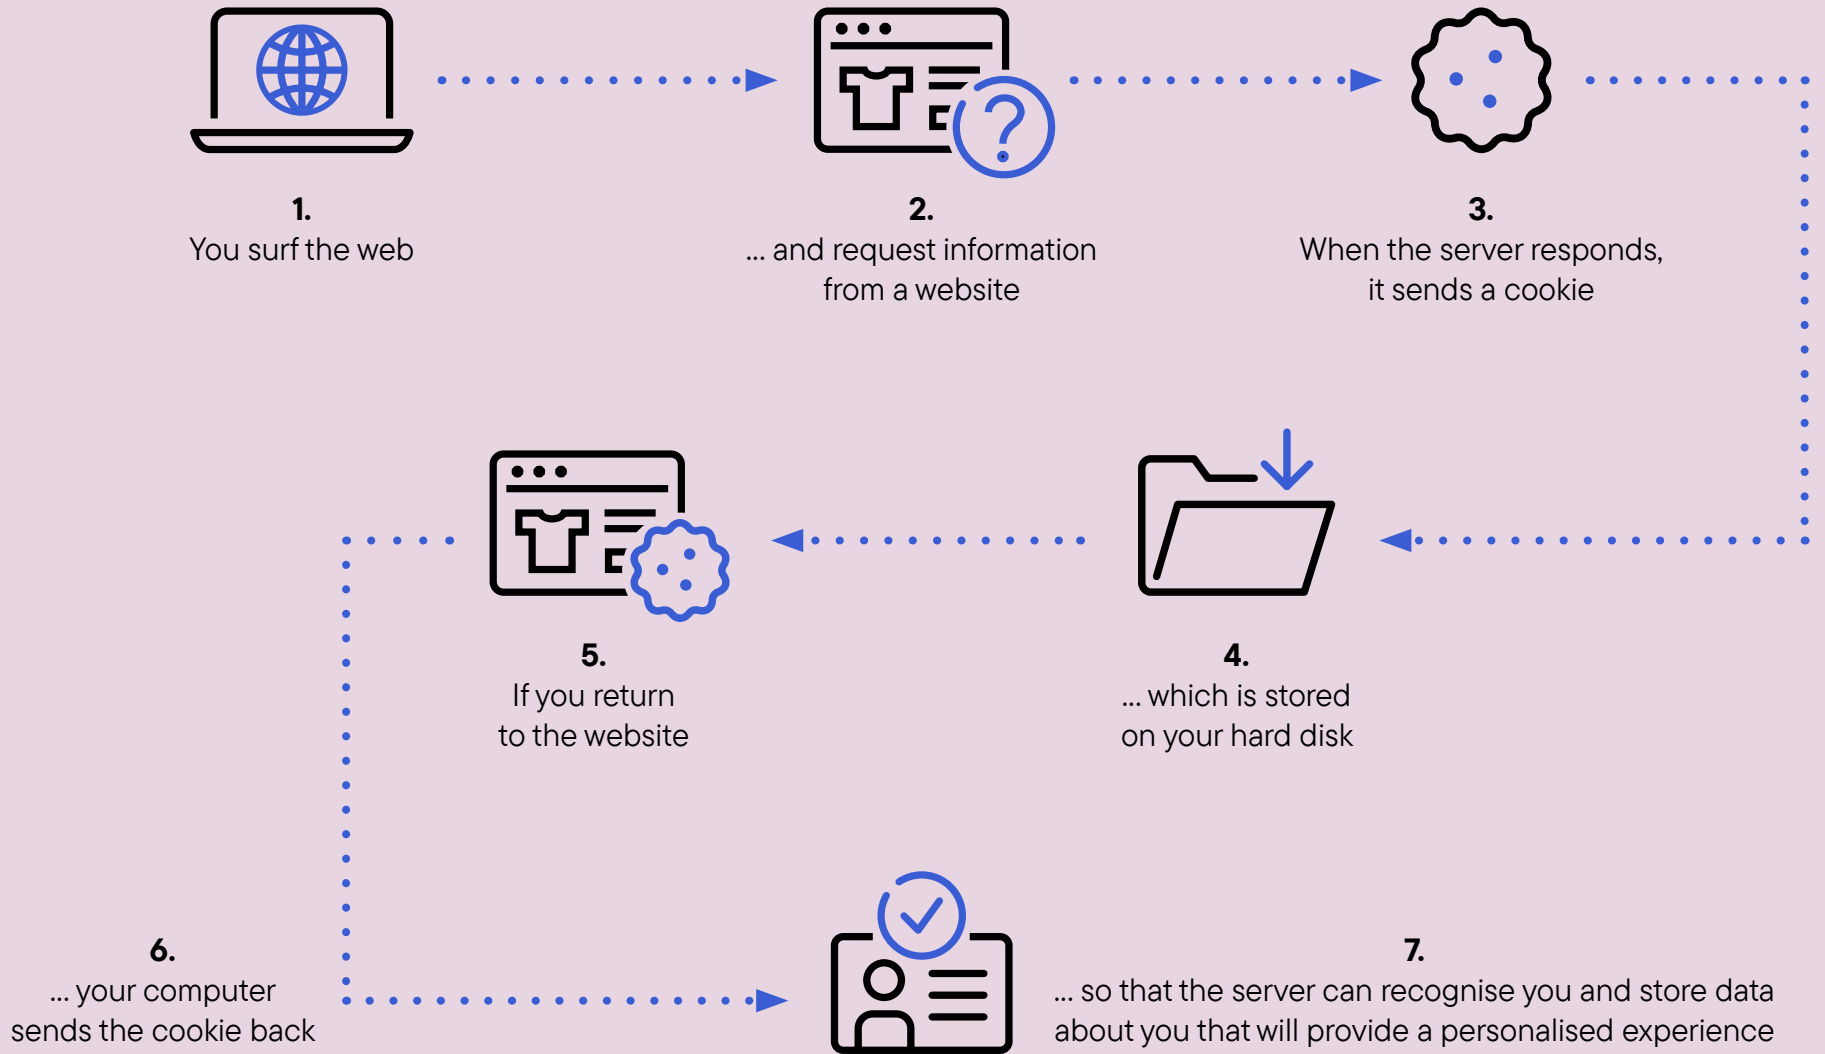 1.
You surf the web
2.
... and request information
from a website
3.
When the server responds,
it sends a cookie
4.
... which is stored
on your hard disk
5.
If you return
to the website
6.
... your computer
sends the cookie back
7.
... so that the server can recognise you and store data
about you that will provide a personalised experience